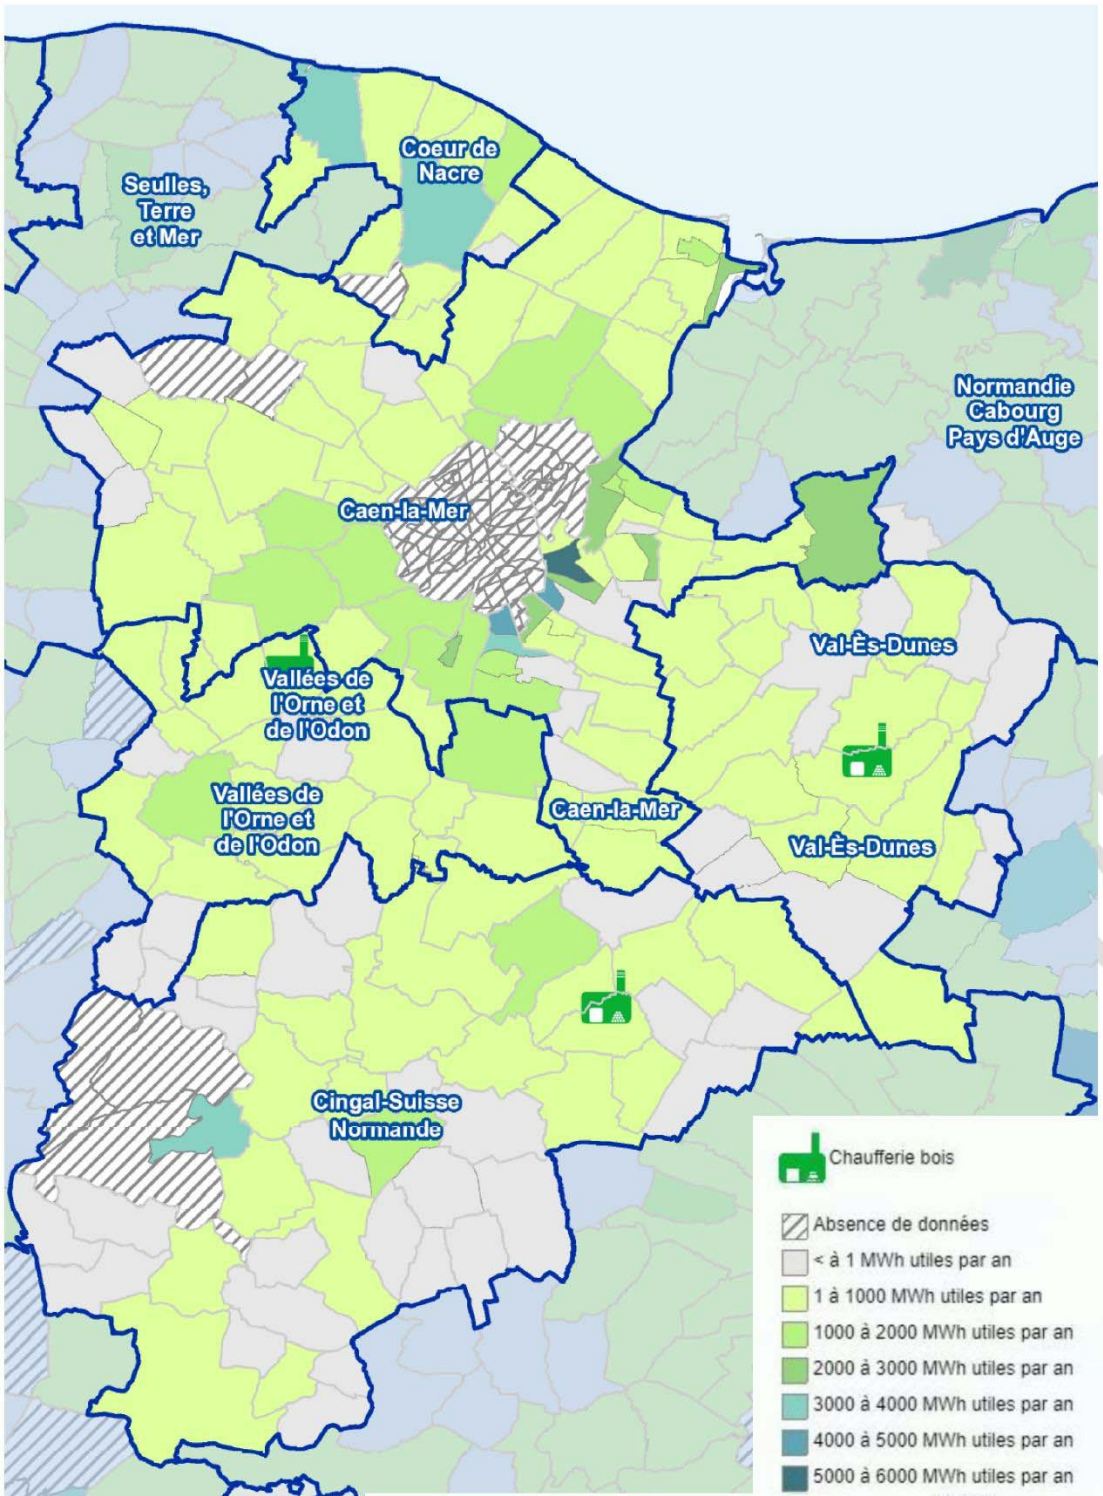 Coeur de
Nacre
Seulles,
Terre
et Mer
Normandie
Cabourg
Pays d'Auge
Caen-la-Mer
Val-Ès-Dunes
Vallées de
l'Orne et
de l'Odon
Vallées de
l'Orne et
de l'Odon
Caen-la-Mer
Val-Ès-Dunes
Cingal-Suisse
Normande
Chaufferie bois
Absence de données
< à 1 MWh utiles par an
1 à 1000 MWh utiles par an
1000 à 2000 MWh utiles par an
2000 à 3000 MWh utiles par an
3000 à 4000 MWh utiles par an
4000 à 5000 MWh utiles par an
5000 à 6000 MWh utiles par an